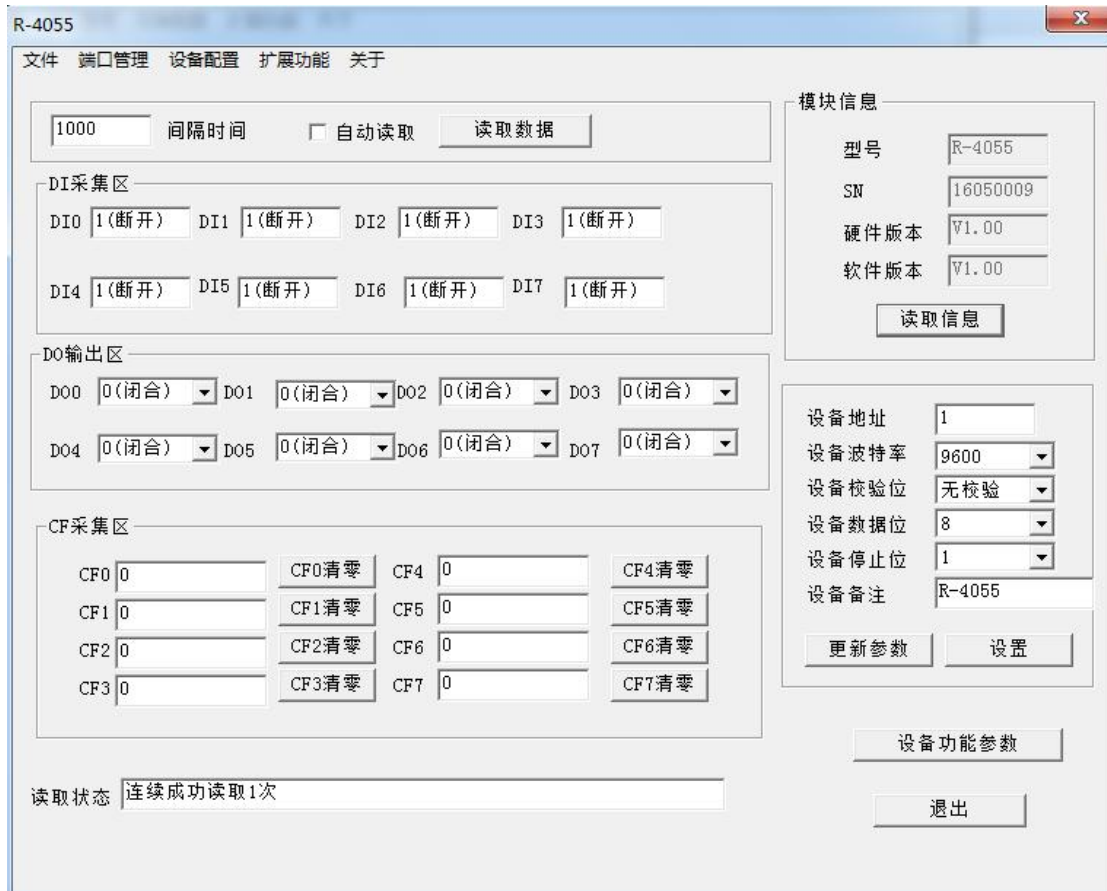 R-4055
文件 端口管理 设备配置 扩展功能 关于
1000 间隔时间 自动读取 读取数据
DI采集区
DI0 1(断开) DI1 1(断开) DI2 1(断开) DI3 1(断开)
DI4 1(断开) DI5 1(断开) DI6 1(断开) DI7 1(断开)
DO输出区
DO0 0(闭合) DO1 0(闭合) DO2 0(闭合) DO3 0(闭合)
DO4 0(闭合) DO5 0(闭合) DO6 0(闭合) DO7 0(闭合)
CF采集区
CF0 0 CF0清零 CF4 0 CF4清零
CF1 0 CF1清零 CF5 0 CF5清零
CF2 0 CF2清零 CF6 0 CF6清零
CF3 0 CF3清零 CF7 0 CF7清零
读取状态 连续成功读取1次
模块信息
型号 R-4055
SN 16050009
硬件版本 V1.00
软件版本 V1.00
读取信息
设备地址 1
设备波特率 9600
设备校验位 无校验
设备数据位 8
设备停止位 1
设备备注 R-4055
更新参数 设置
设备功能参数
退出